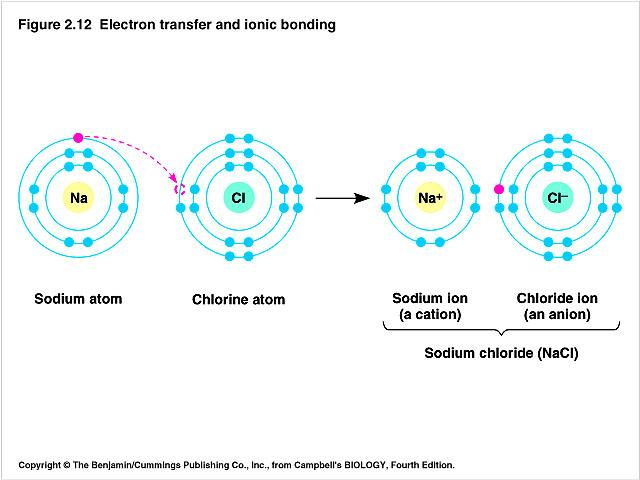 Figure 2.12 Electron transfer and ionic bonding
Na
Cl
Na+
Cl–
Sodium atom
Chlorine atom
Sodium ion
(a cation)
Chloride ion
(an anion)
Sodium chloride (NaCl)
Copyright © The Benjamin/Cummings Publishing Co., Inc., from Campbell's BIOLOGY, Fourth Edition.